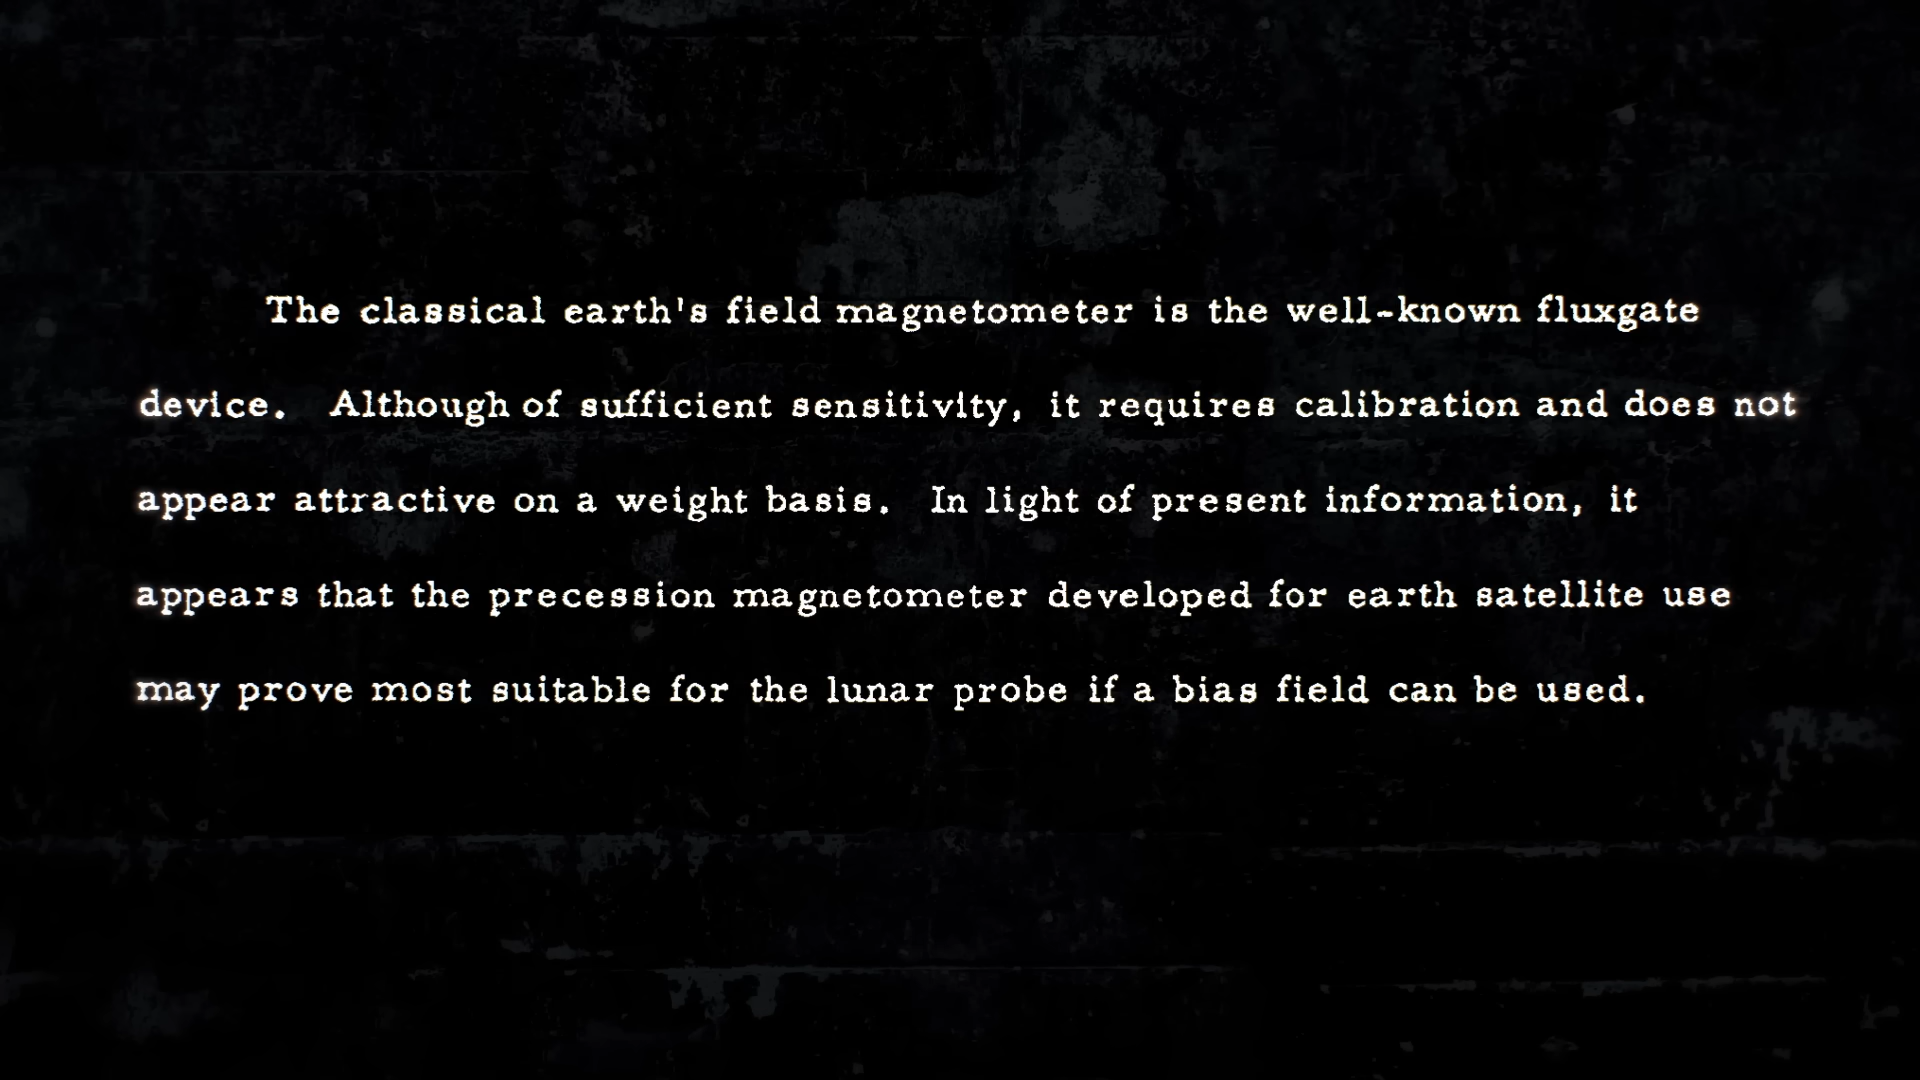 The classical earth's field magnetometer is the well-known fluxgate
device. Although of sufficient sensitivity, it requires calibration and does not
appear attractive on a weight basis. In light of present information, it
appears that the precession magnetometer developed for earth satellite use
may prove most suitable for the lunar probe if a bias field can be used.